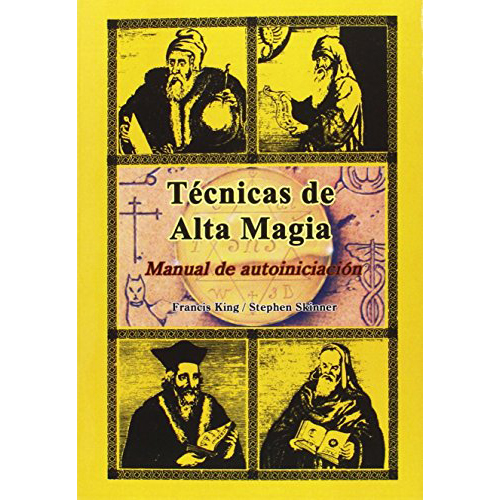 Técnicas de
Alta Magia
Manual de autoiniciación
Francis King / Stephen Skinner